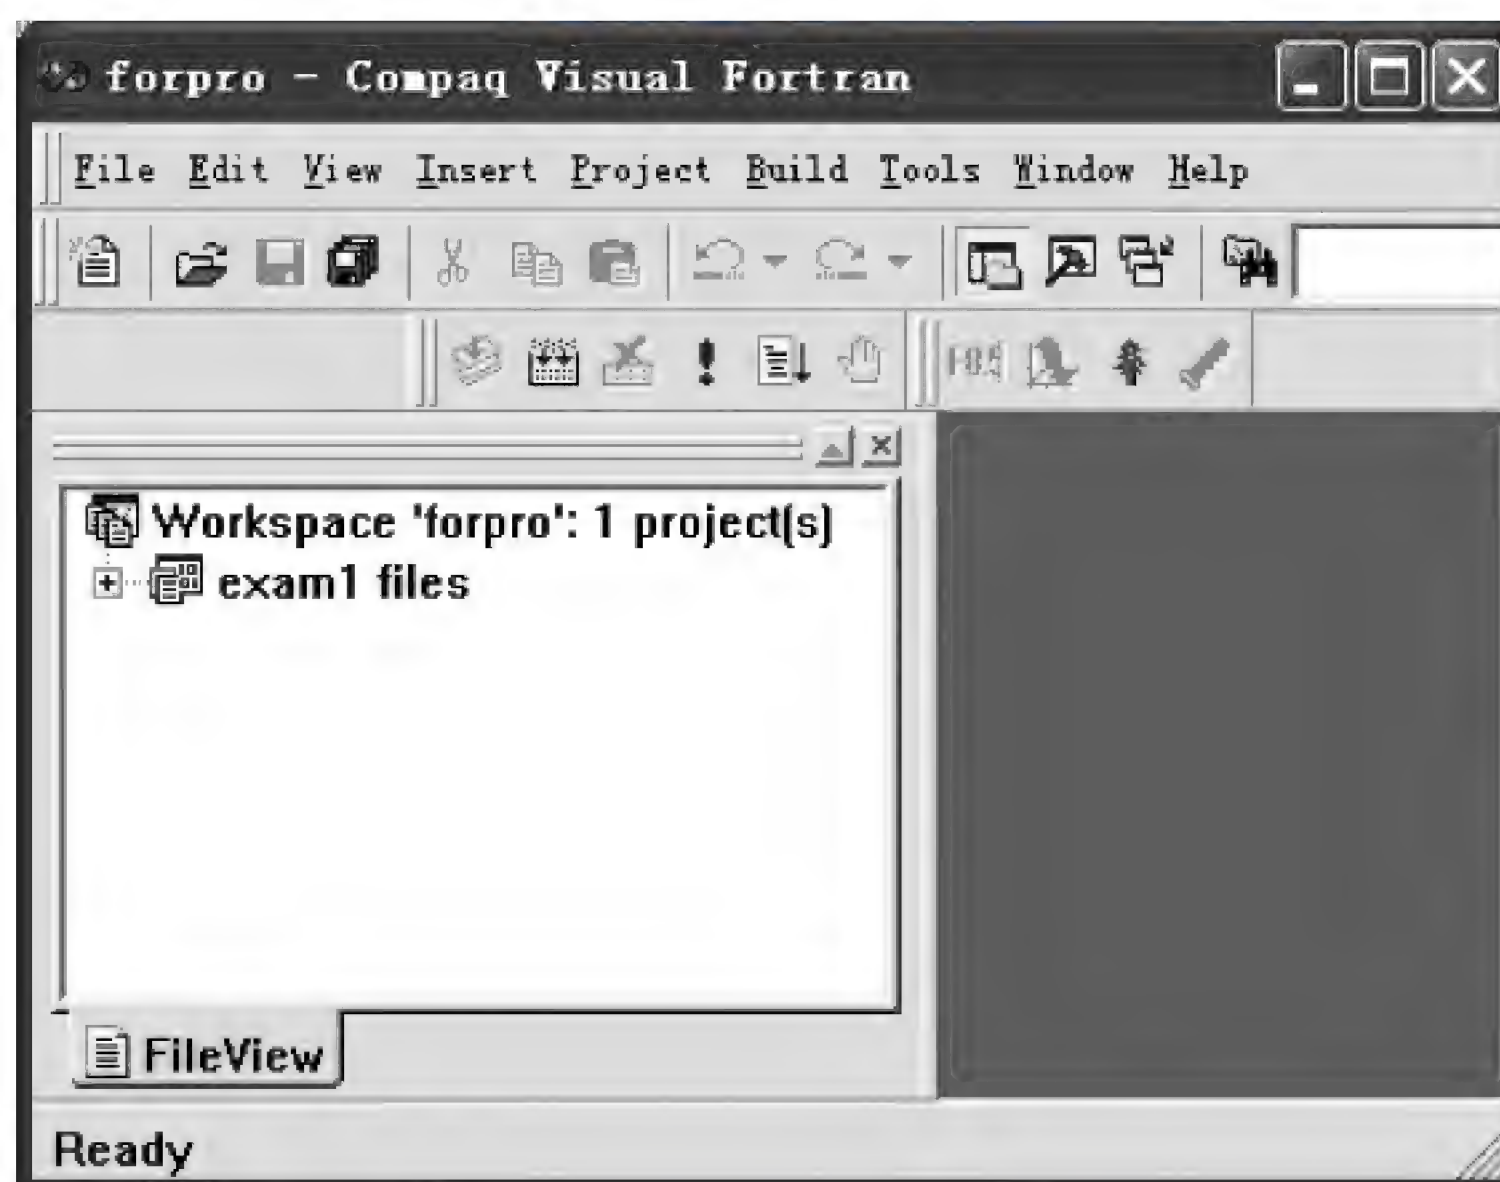 forpro - Compaq Visual Fortran
File Edit View Insert Project Build Tools Window Help
Workspace 'forpro': 1 project(s)
exam1 files
FileView
Ready